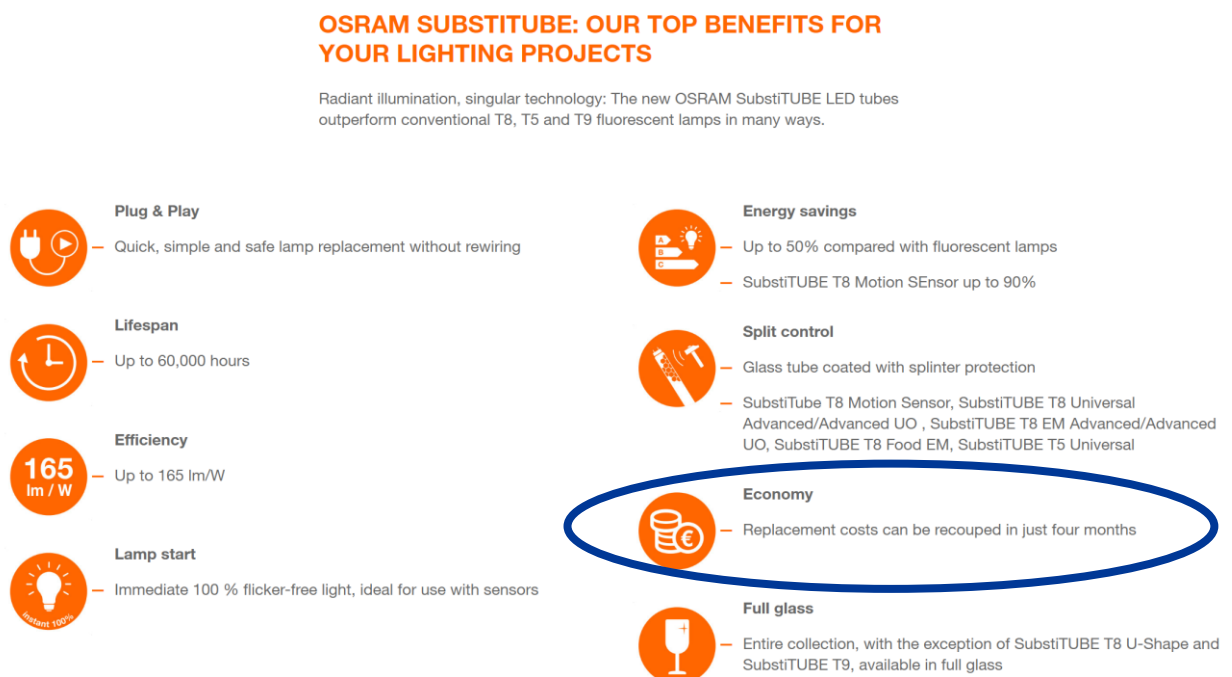 OSRAM SUBSTITUBE: OUR TOP BENEFITS FOR
YOUR LIGHTING PROJECTS
Radiant illumination, singular technology: The new OSRAM SubstiTUBE LED tubes
outperform conventional T8, T5 and T9 fluorescent lamps in many ways.
Plug & Play
– Quick, simple and safe lamp replacement without rewiring
Lifespan
– Up to 60,000 hours
165
lm / W
Efficiency
– Up to 165 lm/W
Lamp start
– Immediate 100 % flicker-free light, ideal for use with sensors
instant 100%
A
B
C
Energy savings
– Up to 50% compared with fluorescent lamps
– SubstiTUBE T8 Motion SEnsor up to 90%
Split control
– Glass tube coated with splinter protection
– SubstiTube T8 Motion Sensor, SubstiTUBE T8 Universal
Advanced/Advanced UO , SubstiTUBE T8 EM Advanced/Advanced
UO, SubstiTUBE T8 Food EM, SubstiTUBE T5 Universal
Economy
€
– Replacement costs can be recouped in just four months
Full glass
– Entire collection, with the exception of SubstiTUBE T8 U-Shape and
SubstiTUBE T9, available in full glass